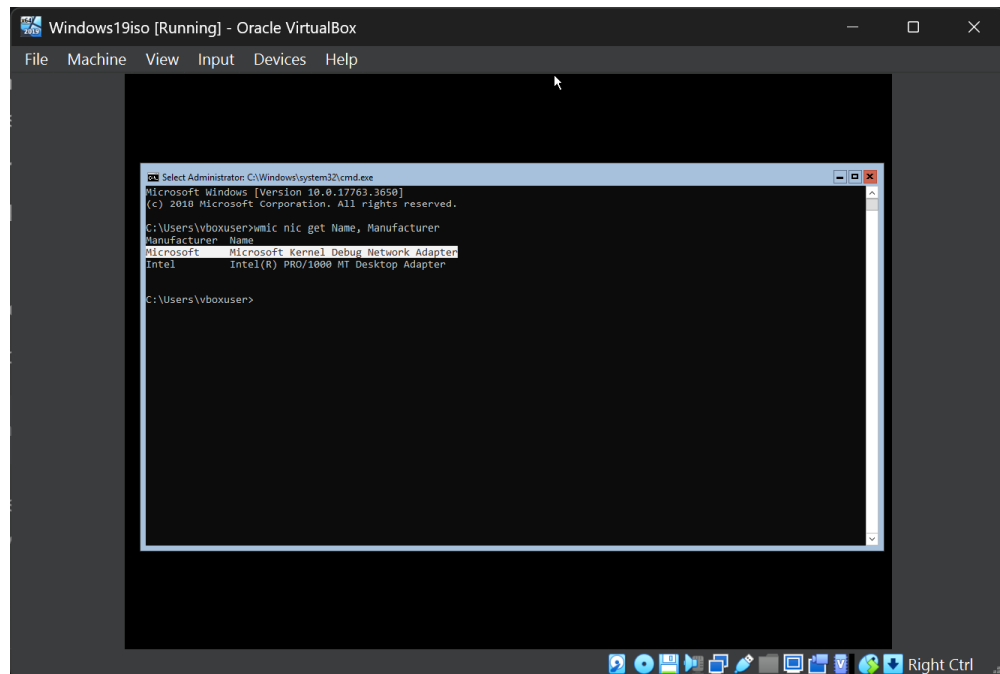 Windows19iso [Running] - Oracle VirtualBox
File Machine View Input Devices Help
Select Administrator: C:\Windows\system32\cmd.exe
Microsoft Windows [Version 10.0.17763.3650]
(c) 2018 Microsoft Corporation. All rights reserved.
C:\Users\vboxuser>wmic nic get Name, Manufacturer
Manufacturer Name
Microsoft Microsoft Kernel Debug Network Adapter
Intel Intel(R) PRO/1000 MT Desktop Adapter
C:\Users\vboxuser>
Right Ctrl